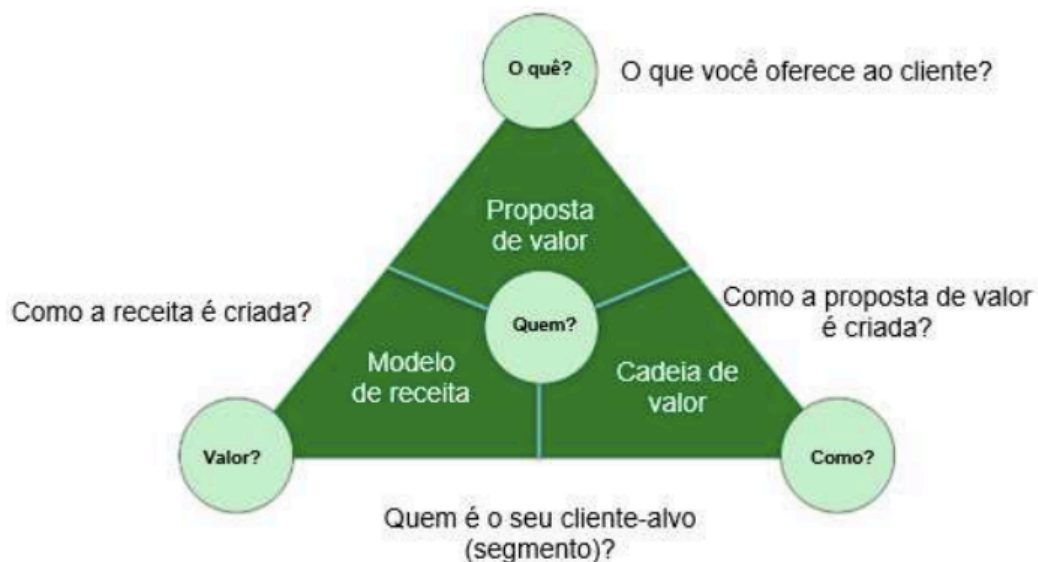 O quê?
O que você oferece ao cliente?
Proposta
de valor
Como a receita é criada?
Quem?
Como a proposta de valor
é criada?
Modelo
de receita
Cadeia de
valor
Valor?
Como?
Quem é o seu cliente-alvo
(segmento)?